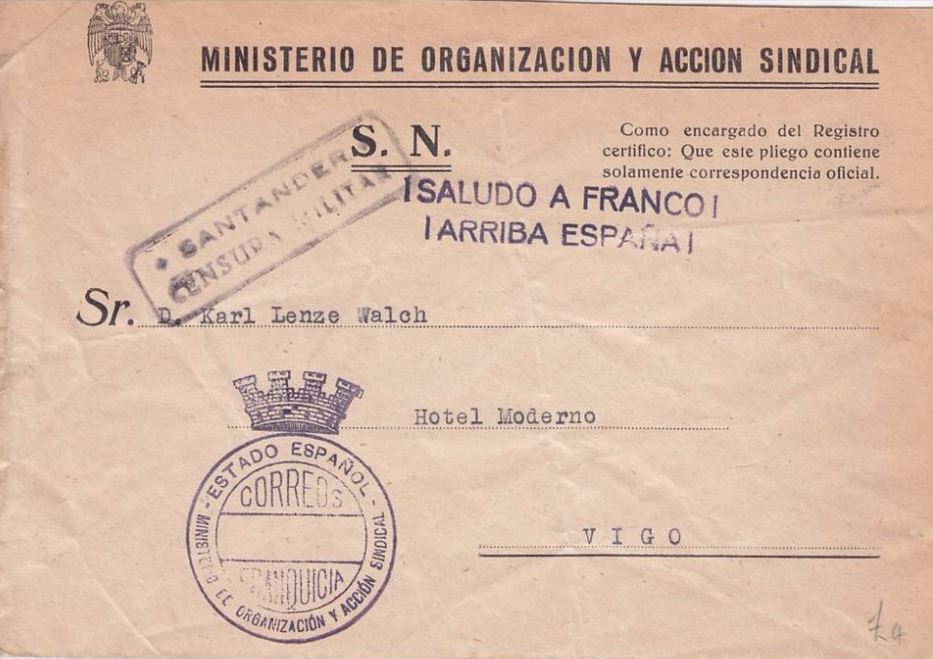 MINISTERIO DE ORGANIZACION Y ACCION SINDICAL
S. N.
Como encargado del Registro
certifico: Que este pliego contiene
solamente correspondencia oficial.
SANTANDER
CENSURA MILITAR
¡SALUDO A FRANCO!
¡ARRIBA ESPAÑA!
Sr. D. Karl Lenze Walch
Hotel Moderno
VIGO
- ESTADO ESPAÑOL -
CORREOS
FRANQUICIA
MINISTERIO DE ORGANIZACIÓN Y ACCIÓN SINDICAL
£4